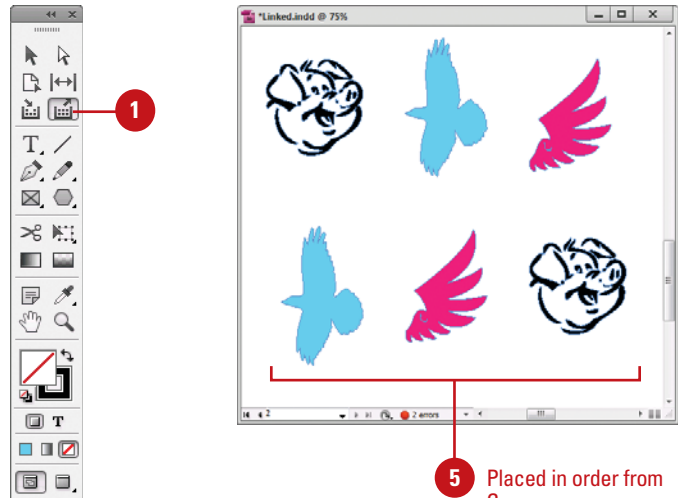 *Linked.indd @ 75%
1
T
T
2
2 errors
5
Placed in order from